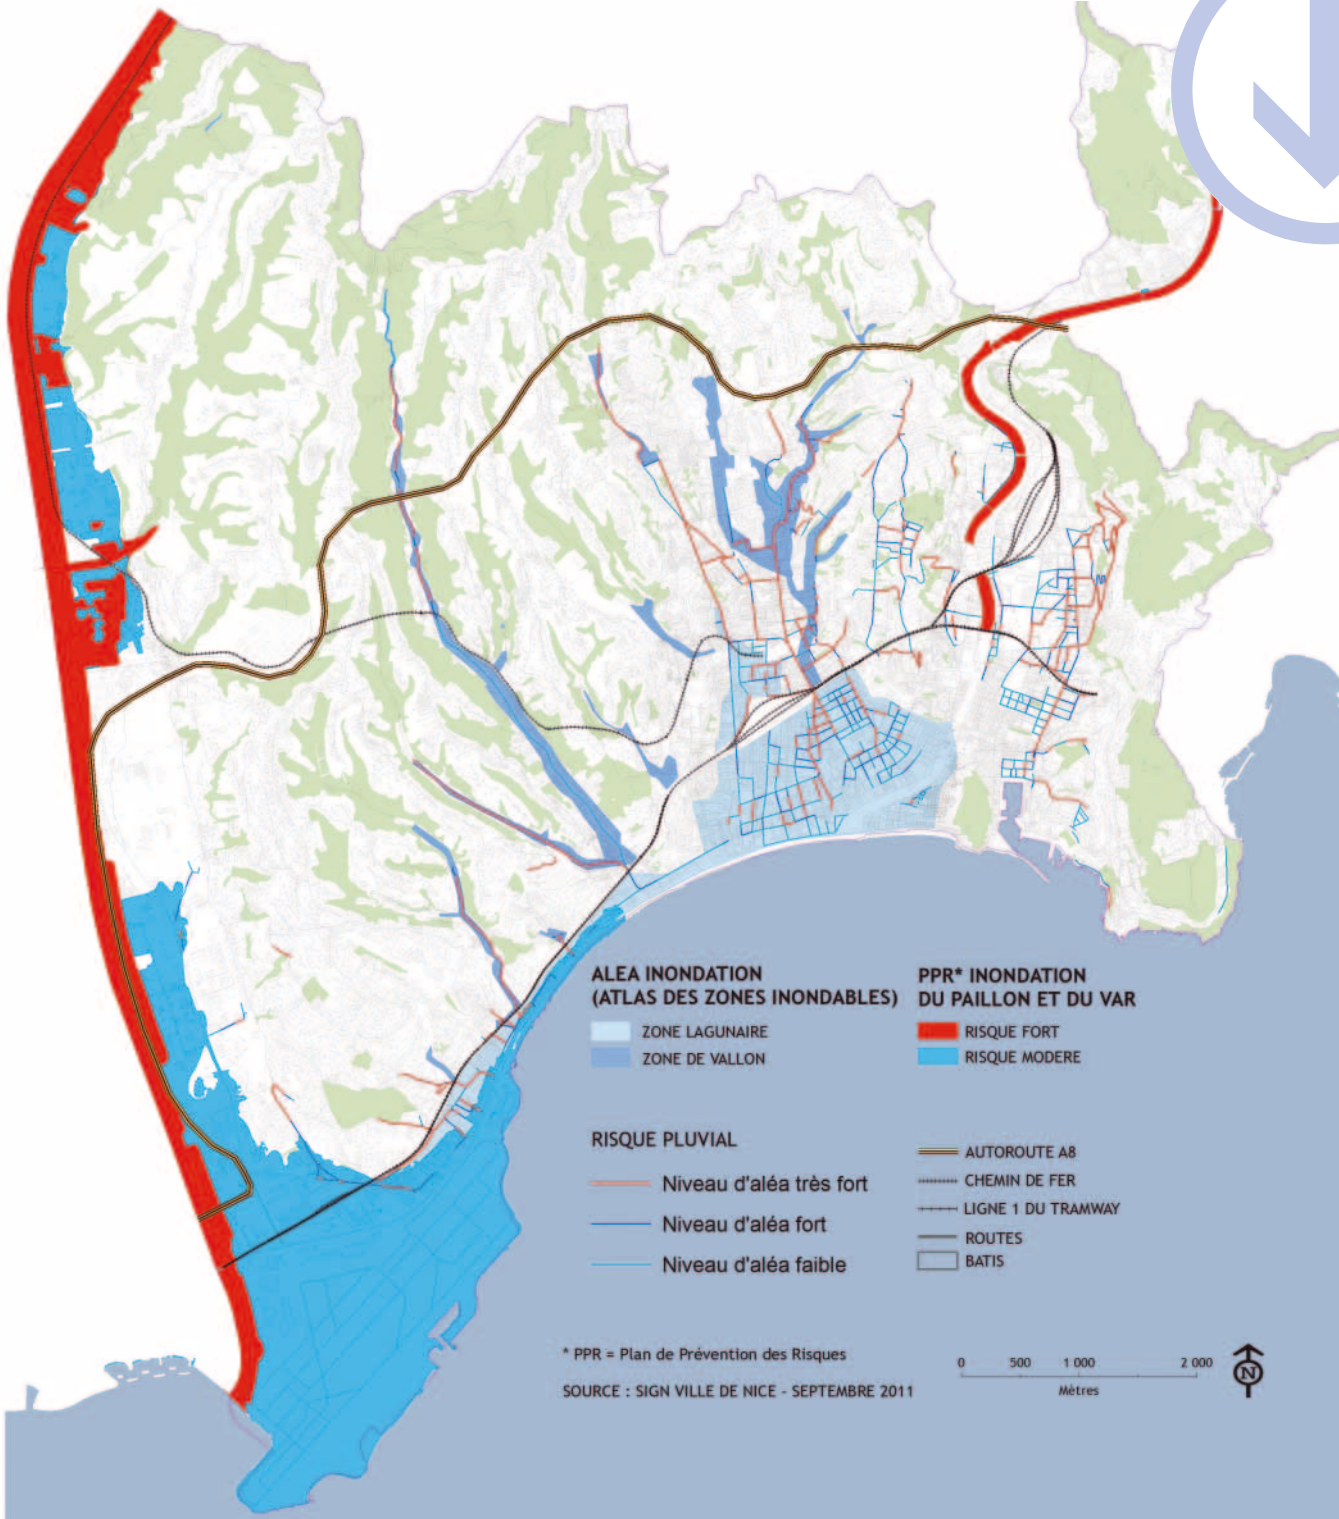 ALEA INONDATION
(ATLAS DES ZONES INONDABLES)
ZONE LAGUNAIRE
ZONE DE VALLON
PPR* INONDATION
DU PAILLON ET DU VAR
RISQUE FORT
RISQUE MODERE
RISQUE PLUVIAL
Niveau d'aléa très fort
Niveau d'aléa fort
Niveau d'aléa faible
AUTOROUTE A8
CHEMIN DE FER
LIGNE 1 DU TRAMWAY
ROUTES
BATIS
* PPR = Plan de Prévention des Risques
SOURCE : SIGN VILLE DE NICE - SEPTEMBRE 2011
0 500 1 000 2 000
Mètres
N